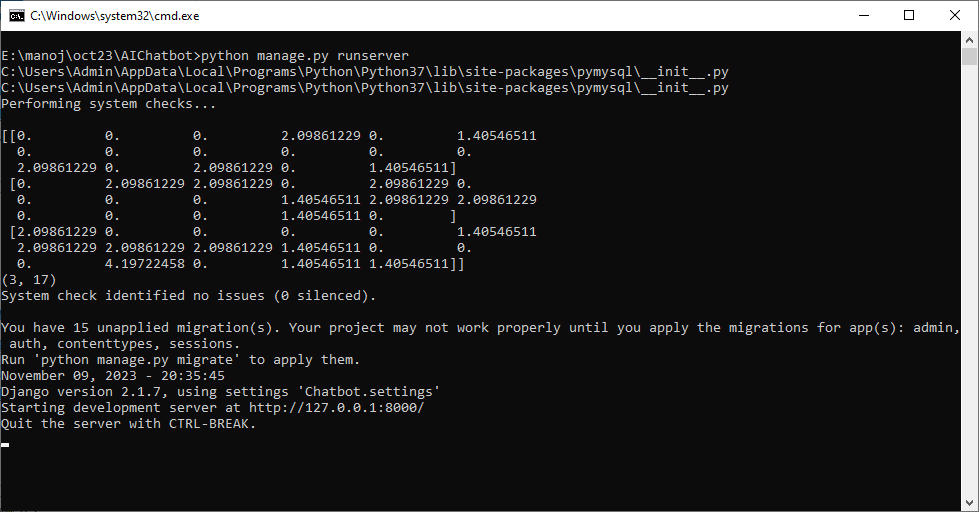 C:\Windows\system32\cmd.exe
E:\manoj\oct23\AIChatbot>python manage.py runserver
C:\Users\Admin\AppData\Local\Programs\Python\Python37\lib\site-packages\pymysql\__init__.py
C:\Users\Admin\AppData\Local\Programs\Python\Python37\lib\site-packages\pymysql\__init__.py
Performing system checks...
[[0.         0.         0.         2.09861229 0.         1.40546511
  0.         0.         0.         0.         0.         0.
  2.09861229 0.         2.09861229 0.         1.40546511]
 [0.         2.09861229 2.09861229 0.         2.09861229 0.
  0.         0.         0.         1.40546511 2.09861229 2.09861229
  0.         0.         0.         1.40546511 0.        ]
 [2.09861229 0.         0.         0.         0.         1.40546511
  2.09861229 2.09861229 2.09861229 1.40546511 0.         0.
  0.         4.19722458 0.         1.40546511 1.40546511]]
(3, 17)
System check identified no issues (0 silenced).
You have 15 unapplied migration(s). Your project may not work properly until you apply the migrations for app(s): admin,
 auth, contenttypes, sessions.
Run 'python manage.py migrate' to apply them.
November 09, 2023 - 20:35:45
Django version 2.1.7, using settings 'Chatbot.settings'
Starting development server at http://127.0.0.1:8000/
Quit the server with CTRL-BREAK.